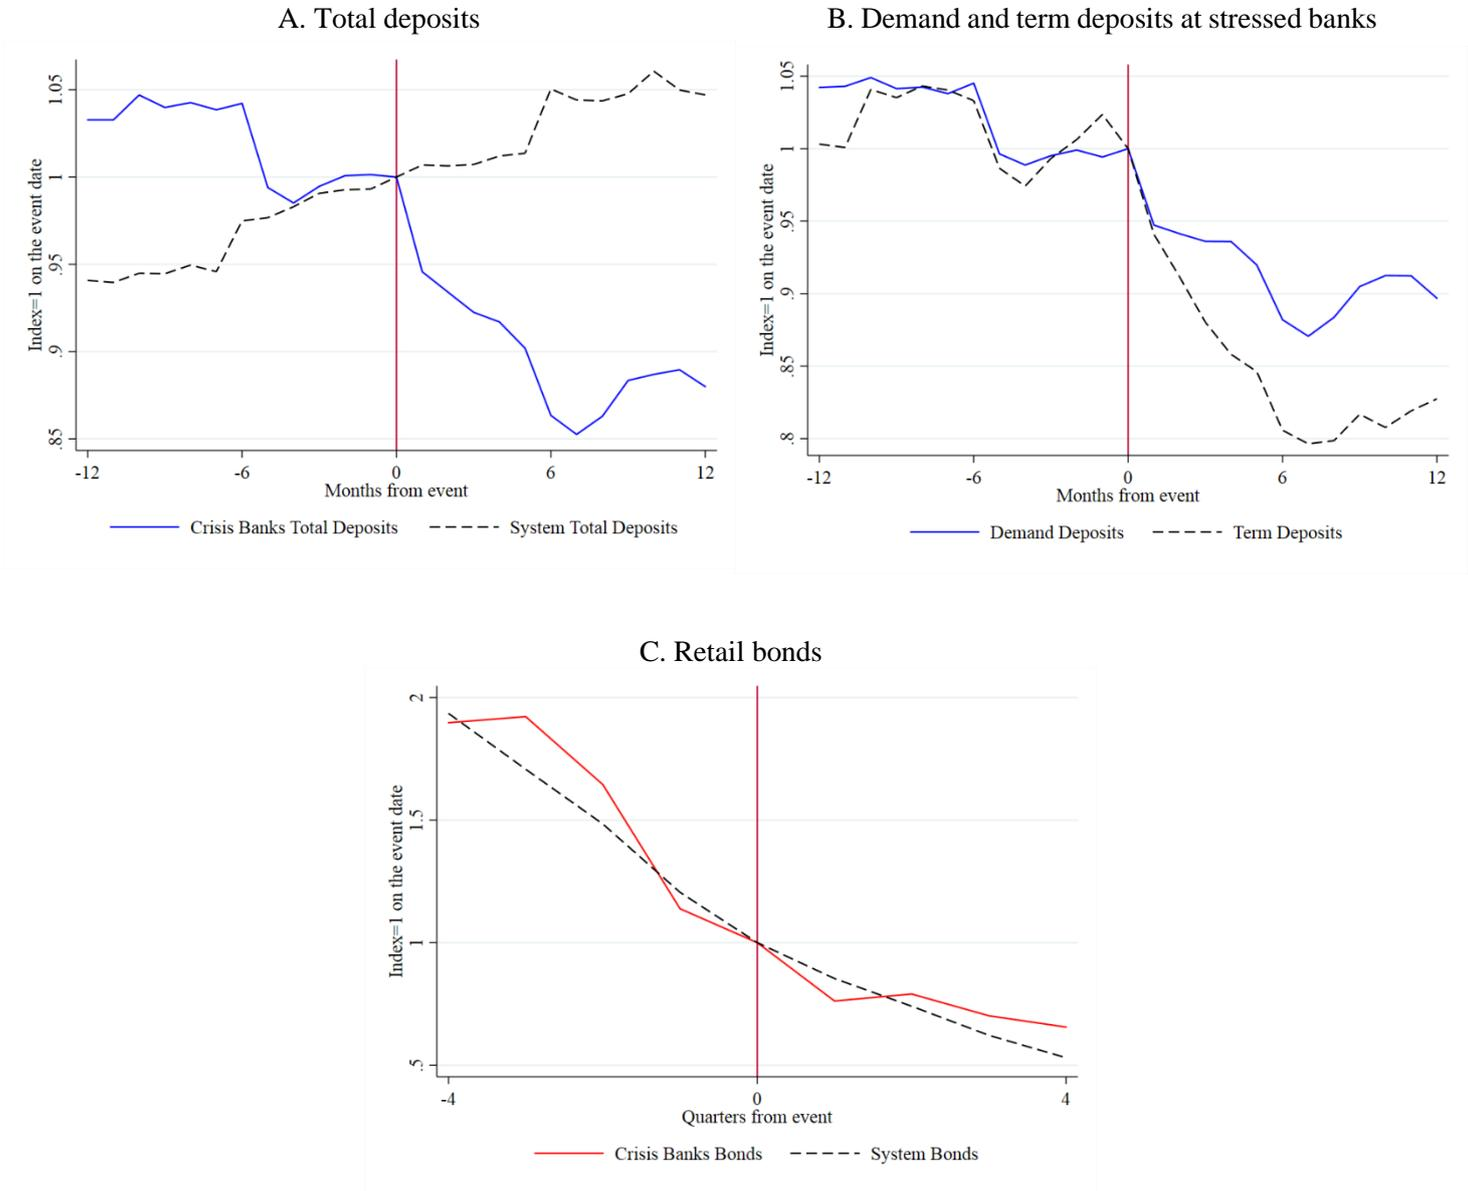 A. Total deposits
B. Demand and term deposits at stressed banks
Index=1 on the event date
.85 .9 .95 1 1.05
-12 -6 0 6 12
Months from event
Crisis Banks Total Deposits System Total Deposits
Index=1 on the event date
.8 .85 .9 .95 1 1.05
-12 -6 0 6 12
Months from event
Demand Deposits Term Deposits
C. Retail bonds
Index=1 on the event date
.5 1 1.5 2
-4 0 4
Quarters from event
Crisis Banks Bonds System Bonds